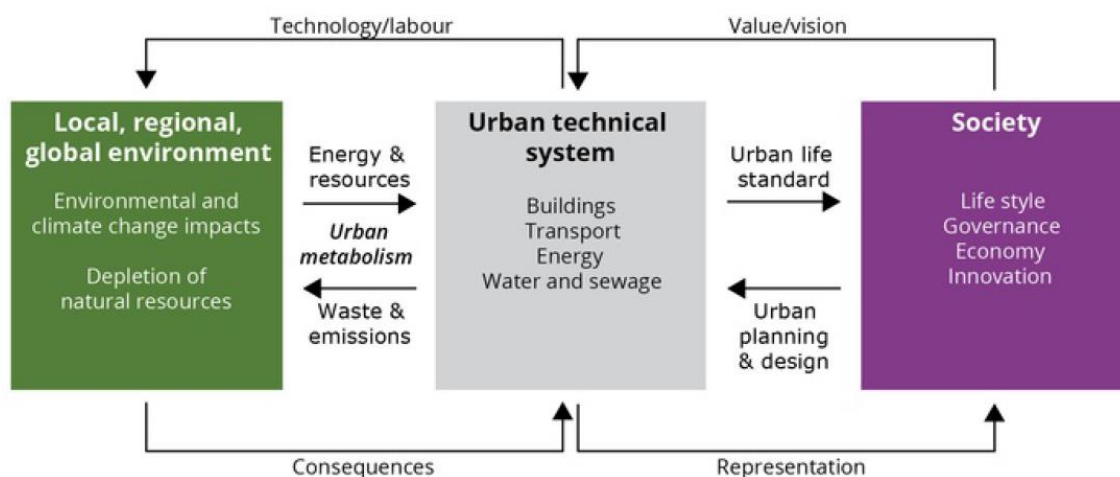 Technology/labour
Value/vision
Local, regional,
global environment
Environmental and
climate change impacts
Depletion of
natural resources
Energy &
resources
Urban
metabolism
Waste &
emissions
Urban technical
system
Buildings
Transport
Energy
Water and sewage
Urban life
standard
Urban
planning
& design
Society
Life style
Governance
Economy
Innovation
Consequences
Representation